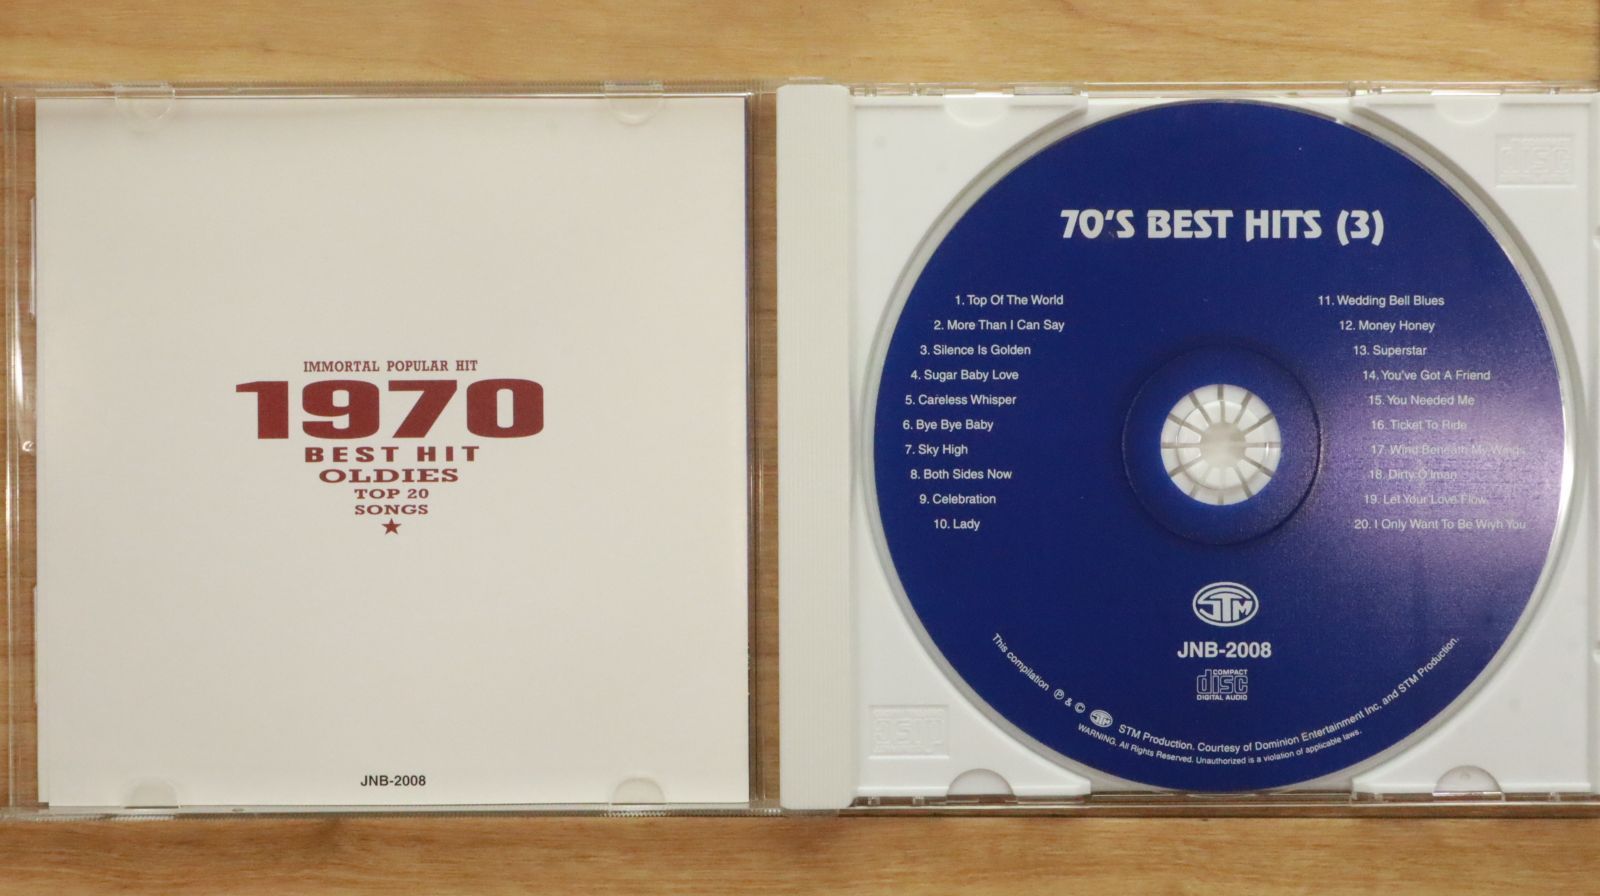 IMMORTAL POPULAR HIT
1970
BEST HIT
OLDIES
TOP 20
SONGS
JNB-2008
70'S BEST HITS (3)
1. Top Of The World
2. More Than I Can Say
3. Silence Is Golden
4. Sugar Baby Love
5. Careless Whisper
6. Bye Bye Baby
7. Sky High
8. Both Sides Now
9. Celebration
10. Lady
11. Wedding Bell Blues
12. Money Honey
13. Superstar
14. You've Got A Friend
15. You Needed Me
16. Ticket To Ride
17. Wind Beneath My Wings
18. Dirty O'lman
19. Let Your Love Flow
20. I Only Want To Be Wiyh You
STM
JNB-2008
COMPACT
disc
DIGITAL AUDIO
This compilation ℗ & © STM STM Production. Courtesy of Dominion Entertainment Inc, and STM Production.
WARNING. All Rights Reserved. Unauthorized is a violation of applicable laws.